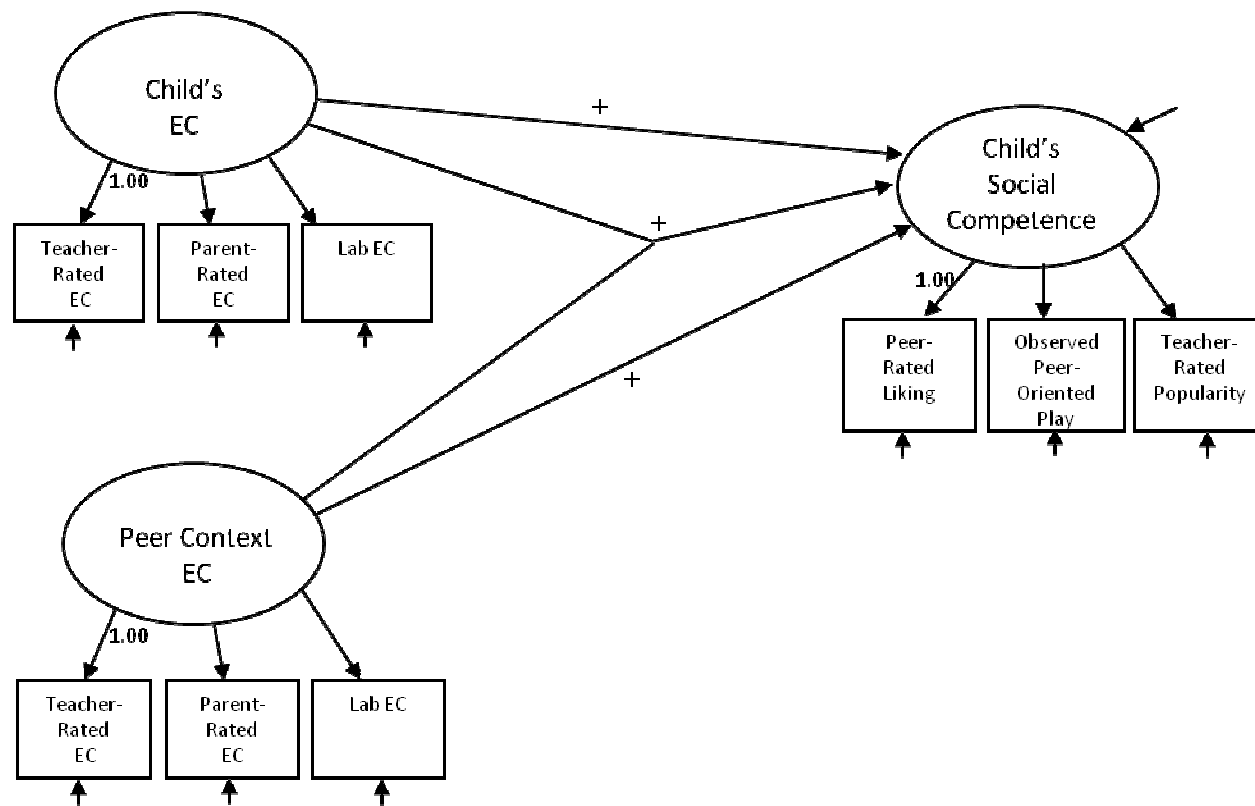 Child's
EC
+
Child's
Social
Competence
1.00
Teacher-
Rated
EC
Parent-
Rated
EC
Lab EC
+
1.00
Peer-
Rated
Liking
Observed
Peer-
Oriented
Play
Teacher-
Rated
Popularity
+
Peer Context
EC
1.00
Teacher-
Rated
EC
Parent-
Rated
EC
Lab EC